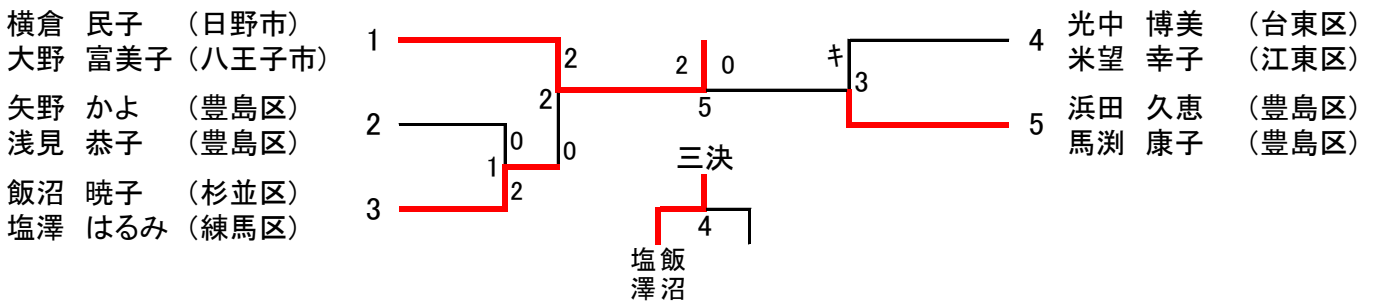 横倉 民子 （日野市）
大野 富美子 （八王子市）
1
矢野 かよ （豊島区）
浅見 恭子 （豊島区）
2
飯沼 暁子 （杉並区）
塩澤 はるみ （練馬区）
3
2
2
0
0
1
2
2 0
5
三決
4
塩澤
飯沼
キ
3
4
光中 博美 （台東区）
米望 幸子 （江東区）
5
浜田 久恵 （豊島区）
馬渕 康子 （豊島区）